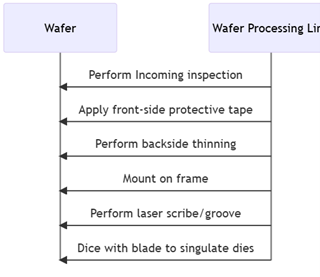 Wafer
Wafer Processing Lin
Perform Incoming inspection
Apply front-side protective tape
Perform backside thinning
Mount on frame
Perform laser scribe/groove
Dice with blade to singulate dies